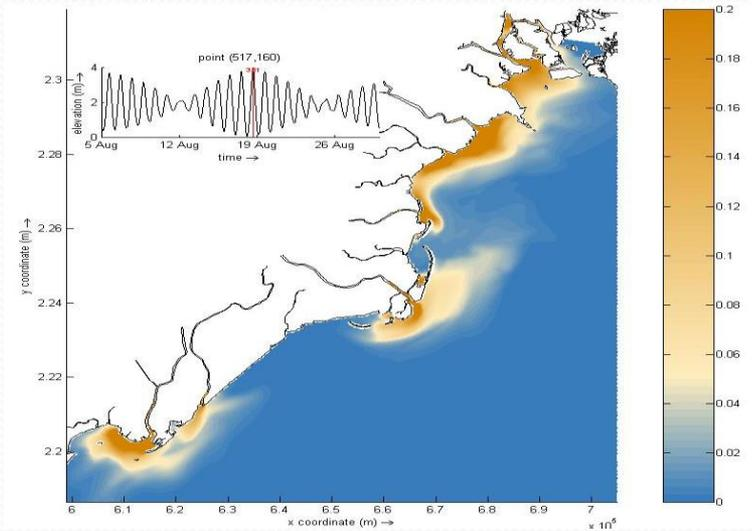 point (517,160)
elevation (m) →
4
2
0
5 Aug 12 Aug 19 Aug 26 Aug
time →
y coordinate (m) →
2.3
2.28
2.26
2.24
2.22
2.2
6 6.1 6.2 6.3 6.4 6.5 6.6 6.7 6.8 6.9 7
x coordinate (m) →
0.2
0.18
0.16
0.14
0.12
0.1
0.08
0.06
0.04
0.02
0